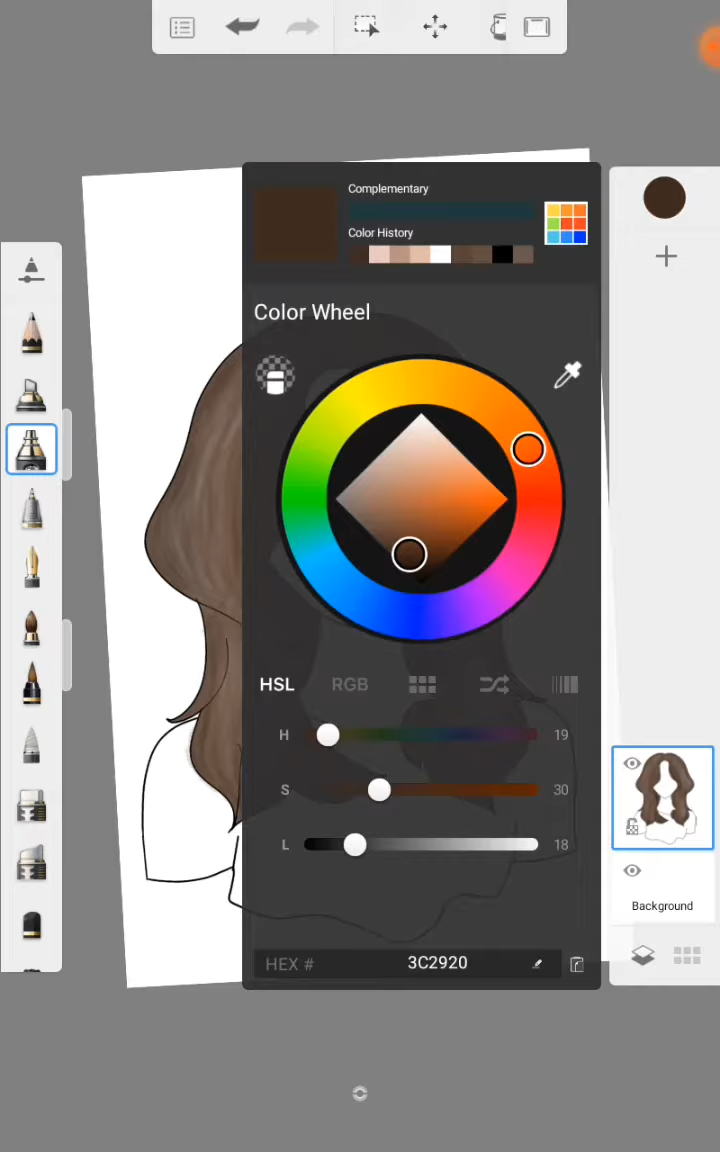 Complementary
Color History
Color Wheel
HSL RGB
H 19
S 30
L 18
HEX # 3C2920
Background